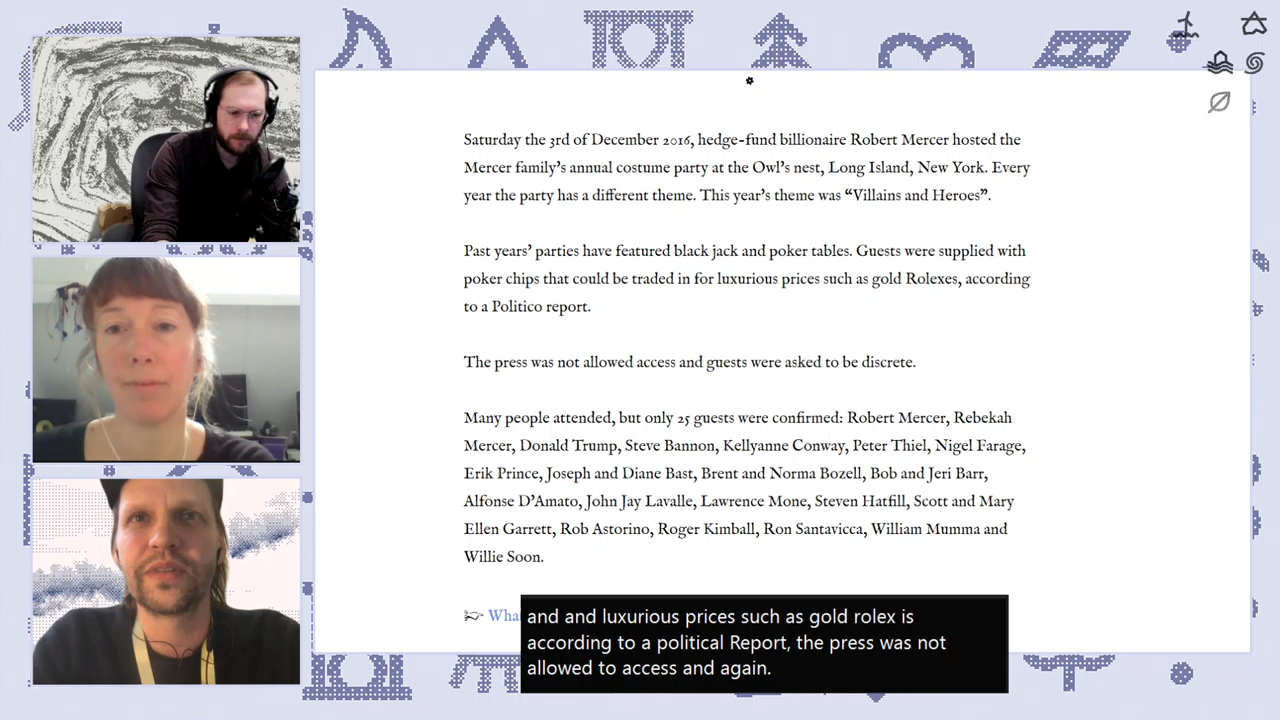 Saturday the 3rd of December 2016, hedge-fund billionaire Robert Mercer hosted the
Mercer family's annual costume party at the Owl's nest, Long Island, New York. Every
year the party has a different theme. This year's theme was “Villains and Heroes”.
Past years' parties have featured black jack and poker tables. Guests were supplied with
poker chips that could be traded in for luxurious prices such as gold Rolexes, according
to a Politico report.
The press was not allowed access and guests were asked to be discrete.
Many people attended, but only 25 guests were confirmed: Robert Mercer, Rebekah
Mercer, Donald Trump, Steve Bannon, Kellyanne Conway, Peter Thiel, Nigel Farage,
Erik Prince, Joseph and Diane Bast, Brent and Norma Bozell, Bob and Jeri Barr,
Alfonse D'Amato, John Jay Lavalle, Lawrence Mone, Steven Hatfill, Scott and Mary
Ellen Garrett, Rob Astorino, Roger Kimball, Ron Santavicca, William Mumma and
Willie Soon.
and and luxurious prices such as gold rolex is
according to a political Report, the press was not
allowed to access and again.